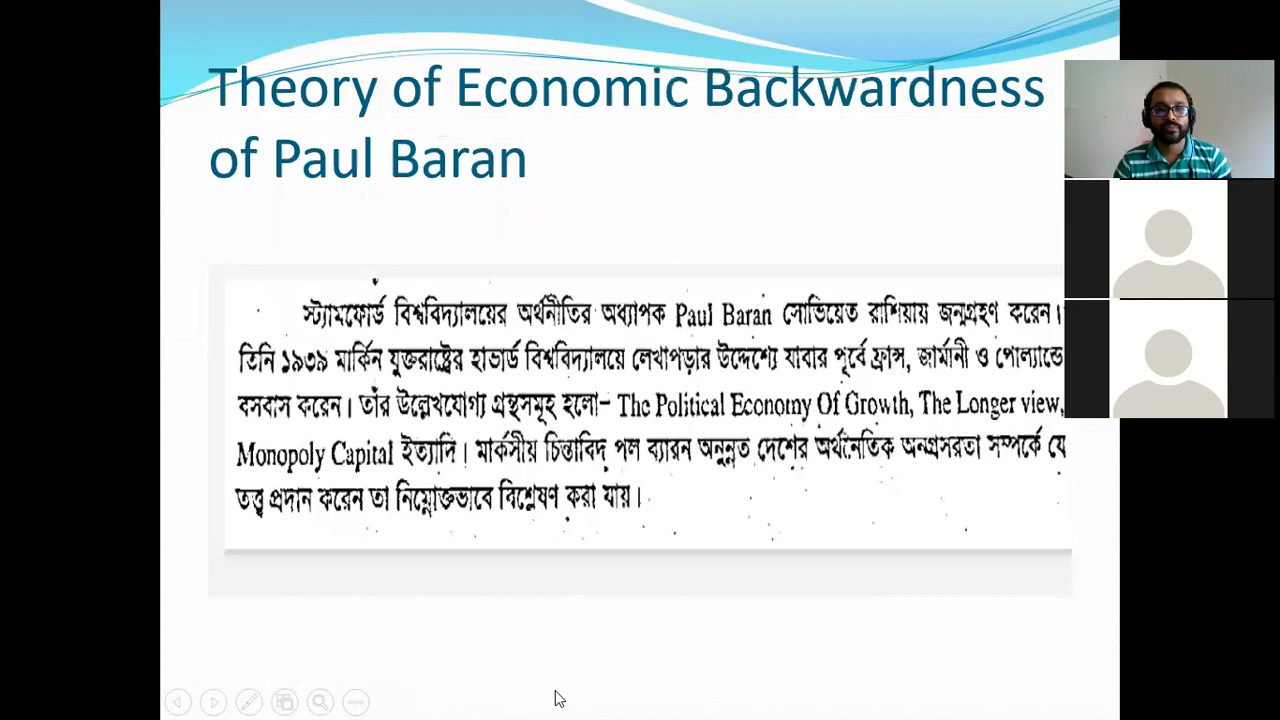 Theory of Economic Backwardness
of Paul Baran
স্ট্যামফোর্ড বিশ্ববিদ্যালয়ের অর্থনীতির অধ্যাপক Paul Baran সোভিয়েত রাশিয়ায় জন্মগ্রহণ করেন।
তিনি ১৯৩৯ মার্কিন যুক্তরাষ্ট্রের হাভার্ড বিশ্ববিদ্যালয়ে লেখাপড়ার উদ্দেশ্যে যাবার পূর্বে ফ্রান্স, জার্মানী ও পোল্যান্ডে
বসবাস করেন। তাঁর উল্লেখযোগ্য গ্রন্থসমূহ হলো– The Political Economy Of Growth, The Longer view,
Monopoly Capital ইত্যাদি। মার্কসীয় চিন্তাবিদ পল ব্যারন অনুন্নত দেশের অর্থনৈতিক অনগ্রসরতা সম্পর্কে যে
তত্ত্ব প্রদান করেন তা নিম্নোক্তভাবে বিশ্লেষণ করা যায়।